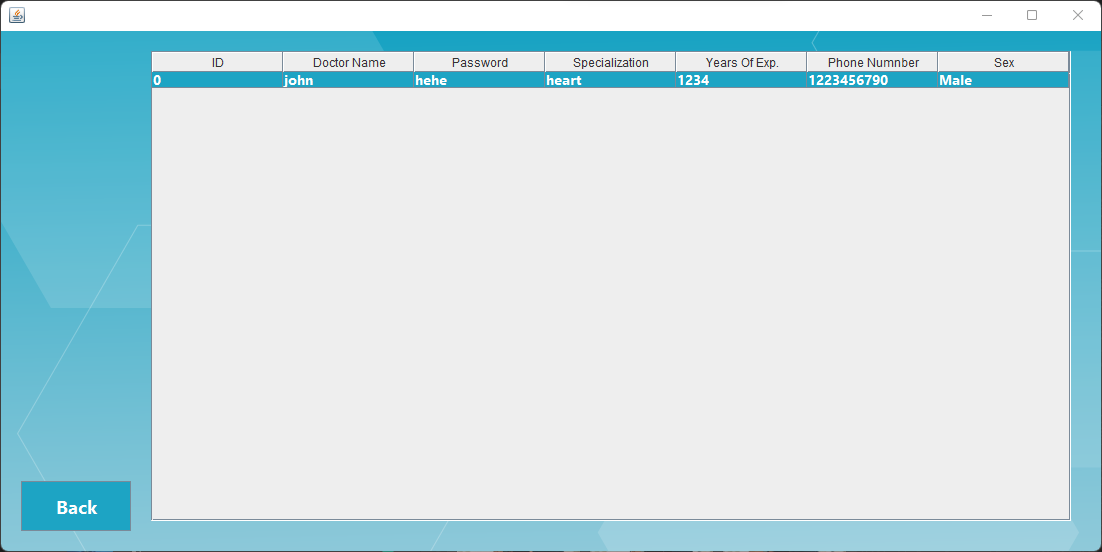 ID Doctor Name Password Specialization Years Of Exp. Phone Numnber Sex
0 john hehe heart 1234 1223456790 Male
Back